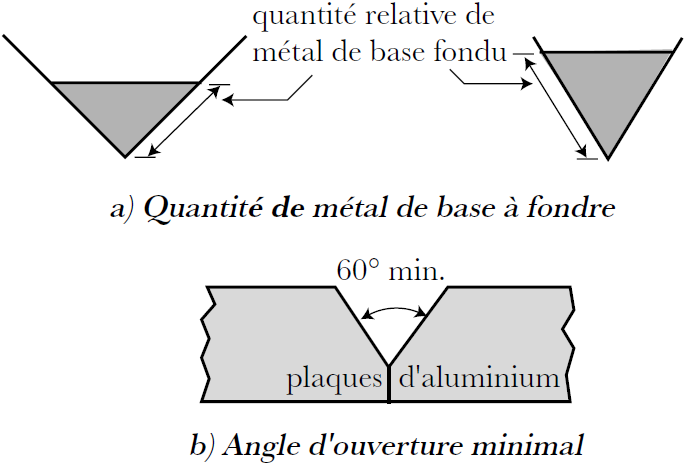 quantité relative de
métal de base fondu
a) Quantité de métal de base à fondre
60° min.
plaques d'aluminium
b) Angle d'ouverture minimal